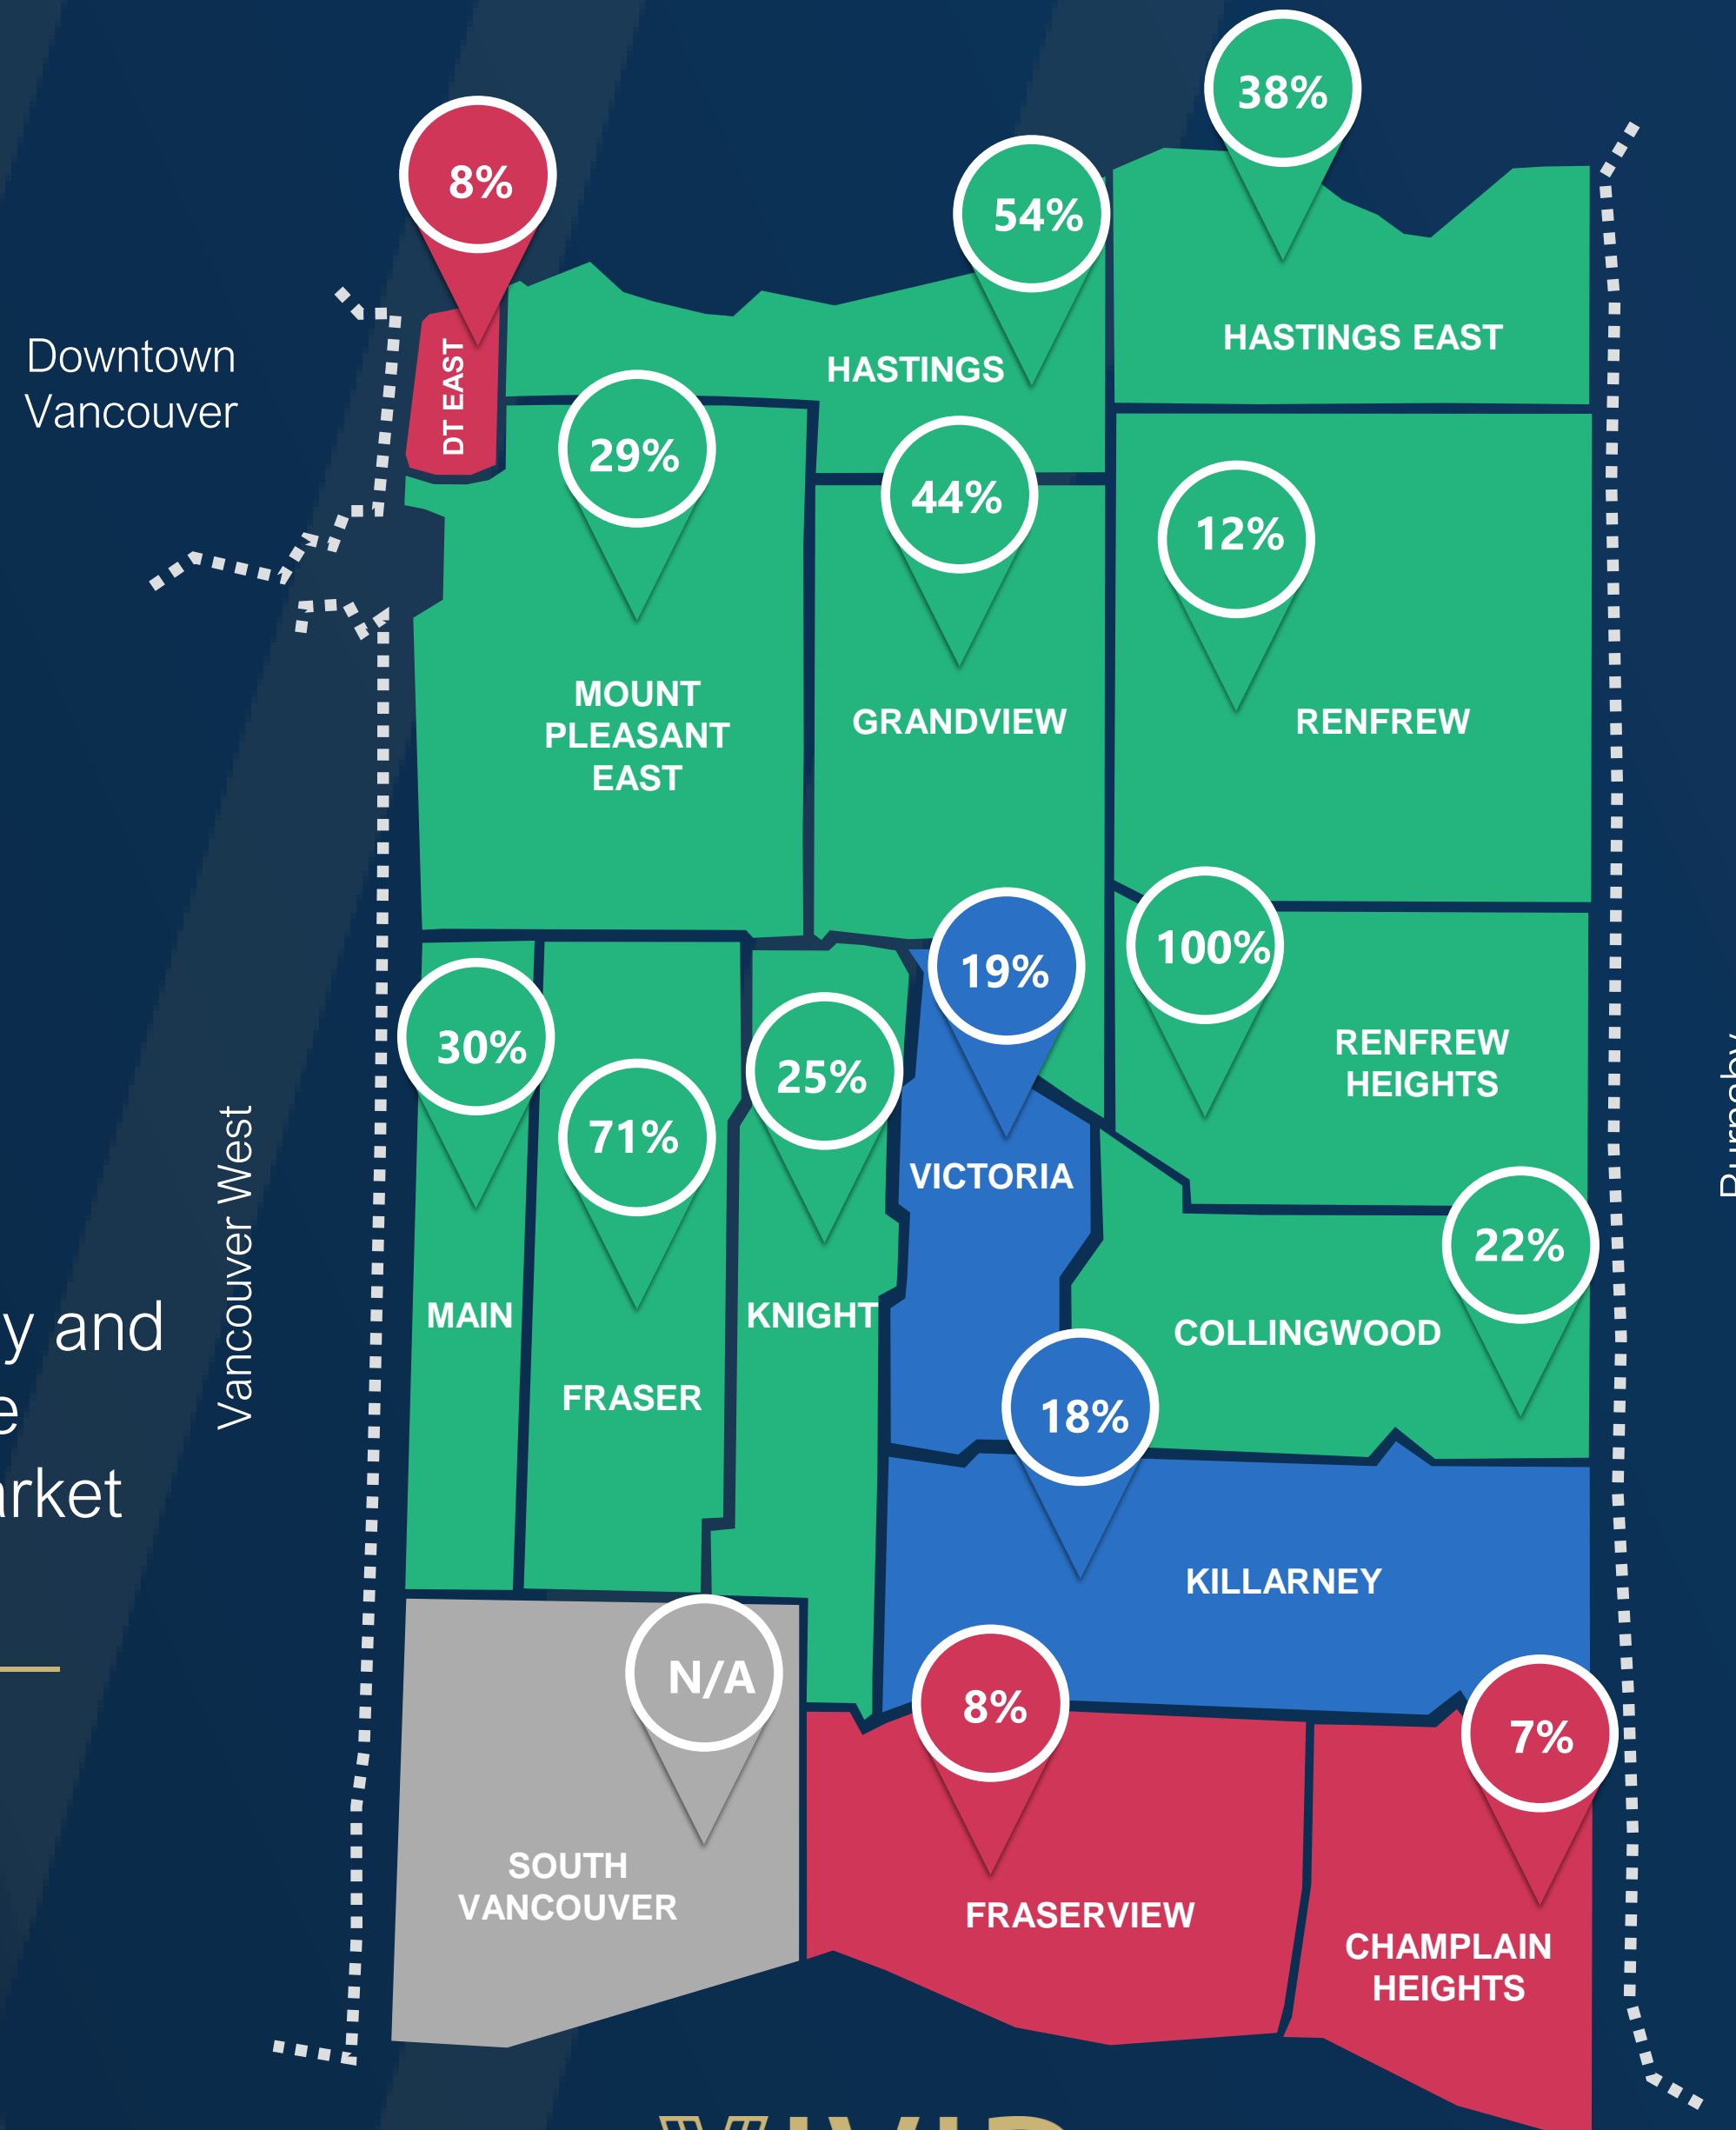 38%
8%
54%
Downtown
Vancouver
HASTINGS EAST
HASTINGS
DT EAST
29%
44%
12%
MOUNT
PLEASANT
EAST
GRANDVIEW
RENFREW
100%
19%
30%
25%
71%
RENFREW
HEIGHTS
VICTORIA
Vancouver West
22%
MAIN
KNIGHT
COLLINGWOOD
y and
e
arket
FRASER
18%
KILLARNEY
N/A
8%
7%
SOUTH
VANCOUVER
FRASERVIEW
CHAMPLAIN
HEIGHTS